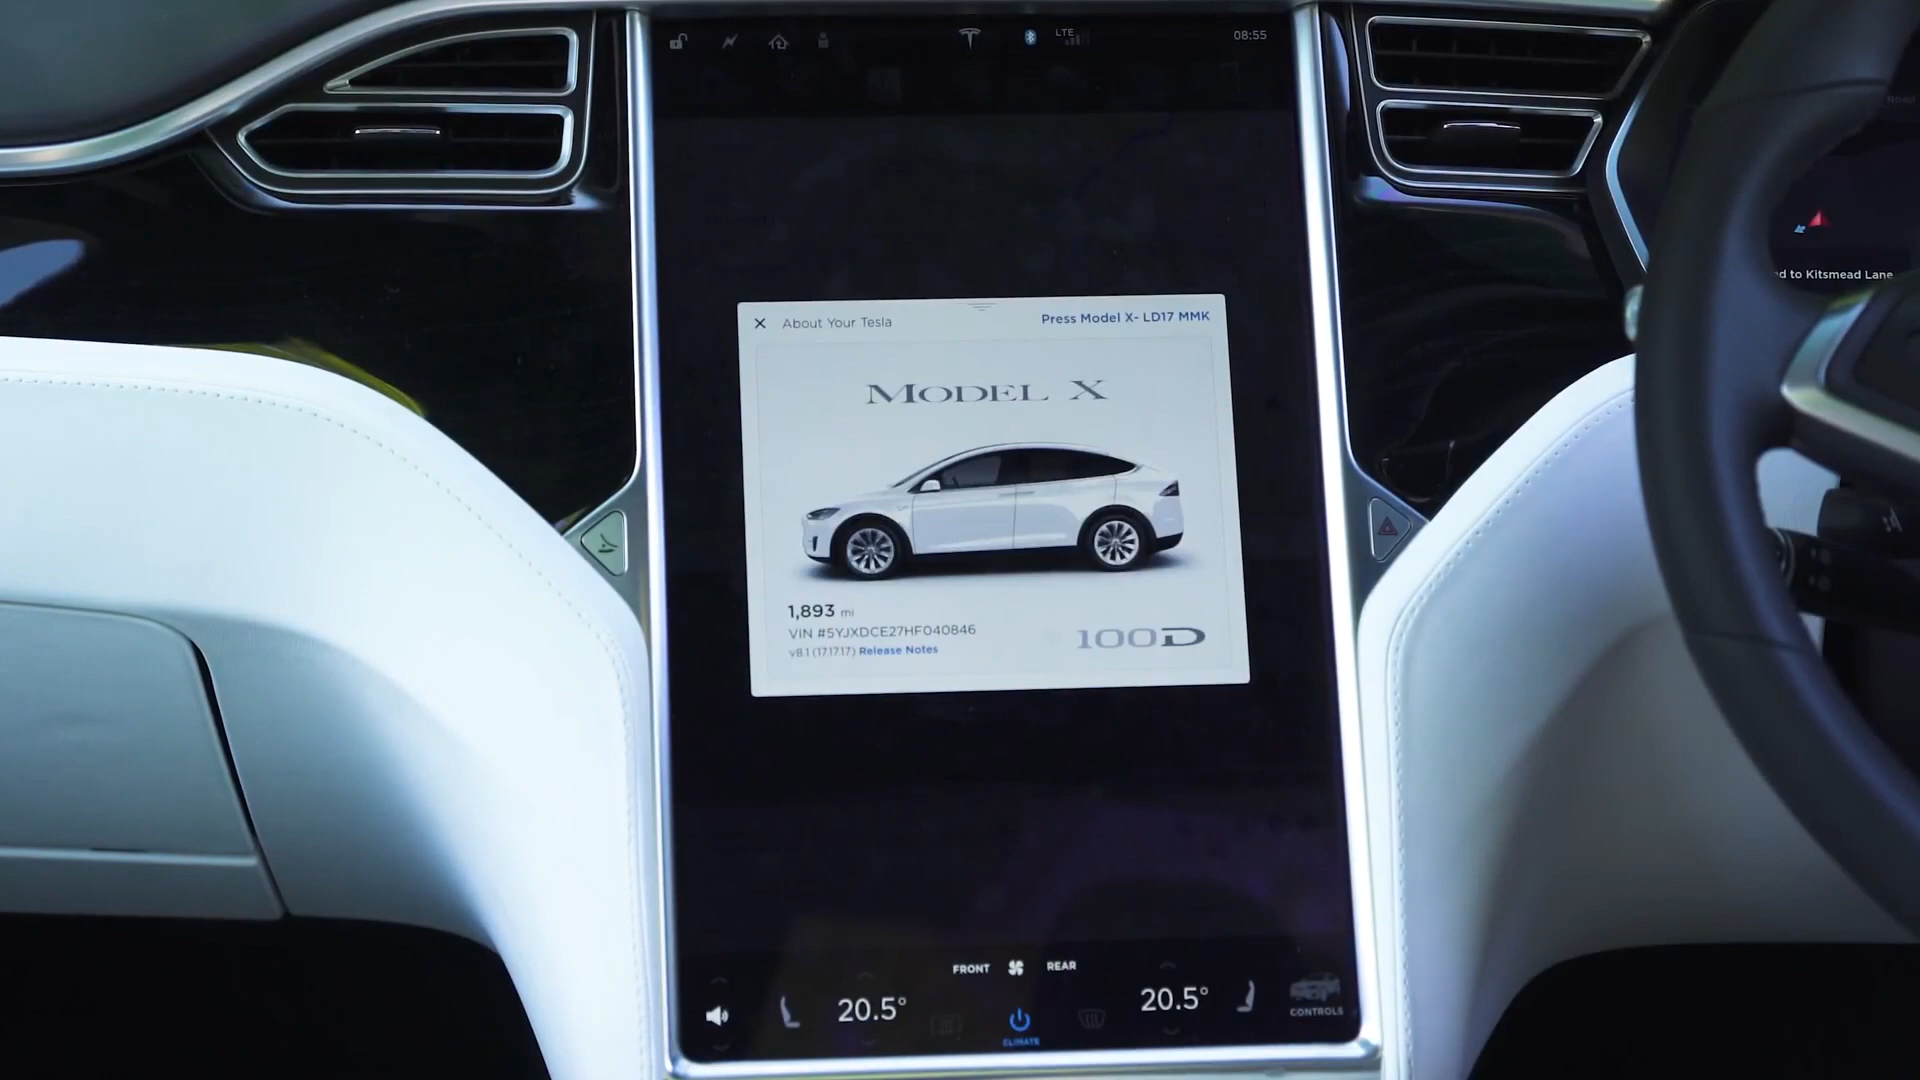 LTE
08:55
About Your Tesla
Press Model X- LD17 MMK
MODEL X
1,893 mi
VIN #5YJXDCE27HF040846
v8.1 (17.17.17) Release Notes
100D
d to Kitsmead Lane
FRONT
REAR
20.5°
20.5°
CLIMATE
CONTROLS